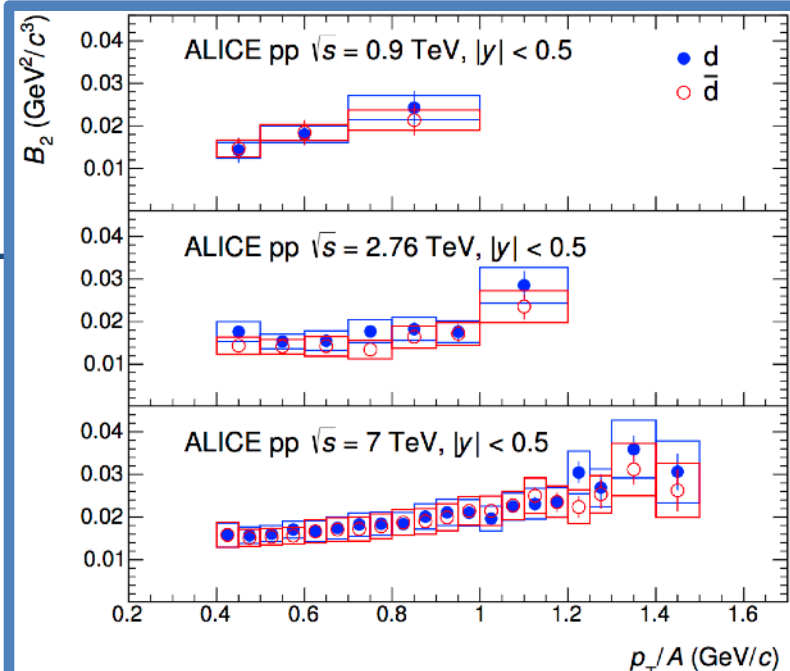 B₂ (GeV²/c³)
0.04
0.03
0.02
0.01
ALICE pp √s = 0.9 TeV, |y| < 0.5
d
d̅
0.04
0.03
0.02
0.01
ALICE pp √s = 2.76 TeV, |y| < 0.5
0.04
0.03
0.02
0.01
ALICE pp √s = 7 TeV, |y| < 0.5
0.2 0.4 0.6 0.8 1 1.2 1.4 1.6
p_T/A (GeV/c)